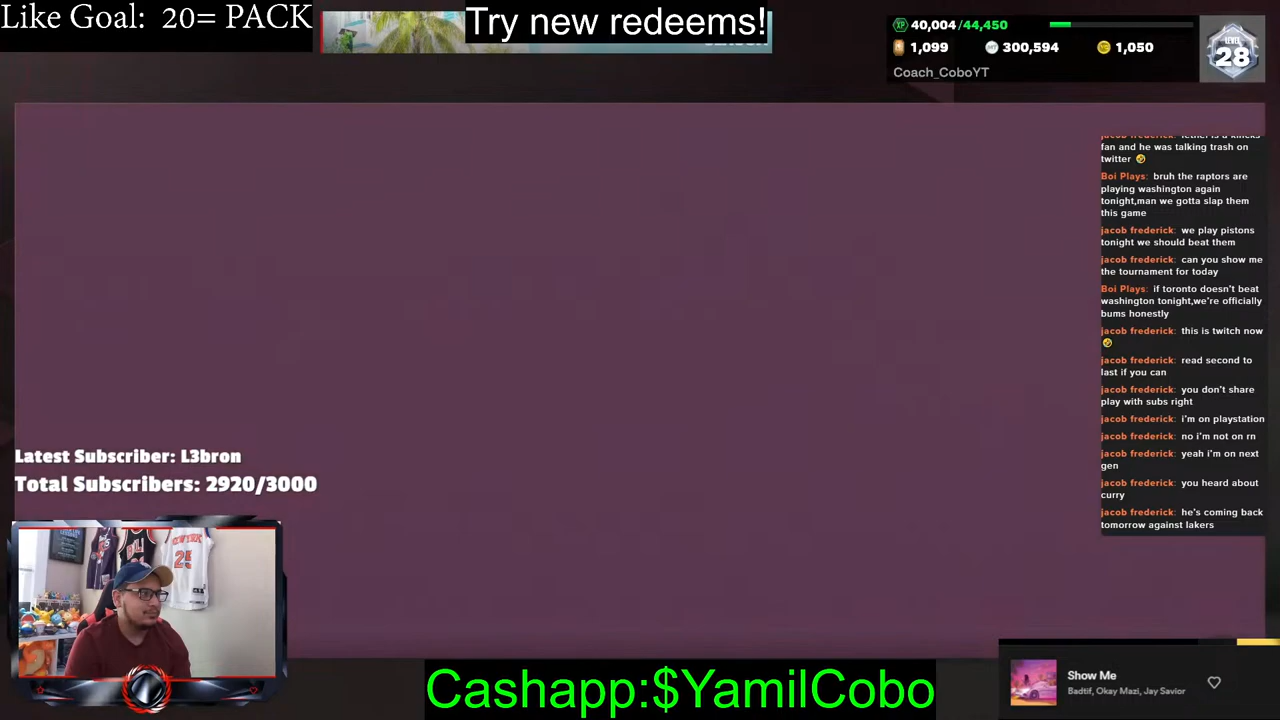 Like Goal:  20= PACK
Try new redeems!
XP 40,004 /44,450
1,099 300,594 1,050
Coach_CoboYT
LEVEL
28
fan and he was talking trash on
twitter 🤣
Boi Plays: bruh the raptors are
playing washington again
tonight,man we gotta slap them
this game
jacob frederick: we play pistons
tonight we should beat them
jacob frederick: can you show me
the tournament for today
Boi Plays: if toronto doesn't beat
washington tonight,we're officially
bums honestly
jacob frederick: this is twitch now
🤣
jacob frederick: read second to
last if you can
jacob frederick: you don't share
play with subs right
jacob frederick: i'm on playstation
jacob frederick: no i'm not on rn
jacob frederick: yeah i'm on next
gen
jacob frederick: you heard about
curry
jacob frederick: he's coming back
tomorrow against lakers
Latest Subscriber: L3bron
Total Subscribers: 2920/3000
25
Cashapp:$YamilCobo
Show Me
Badtif, Okay Mazi, Jay Savior